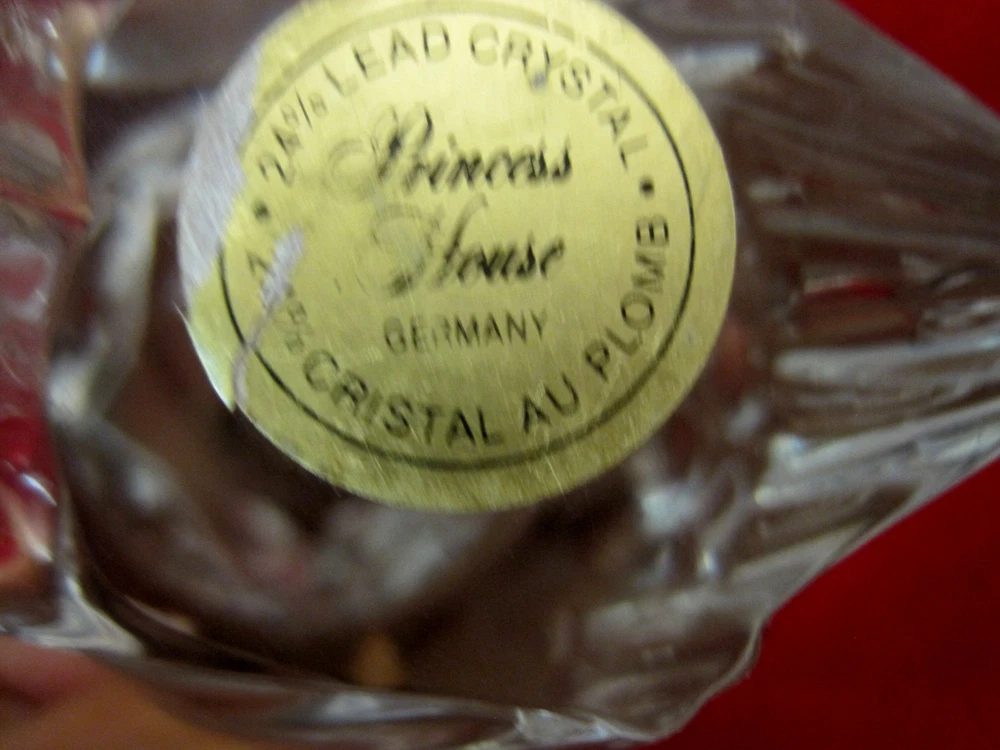 24% LEAD CRYSTAL
Princess
House
GERMANY
CRISTAL AU PLOMB